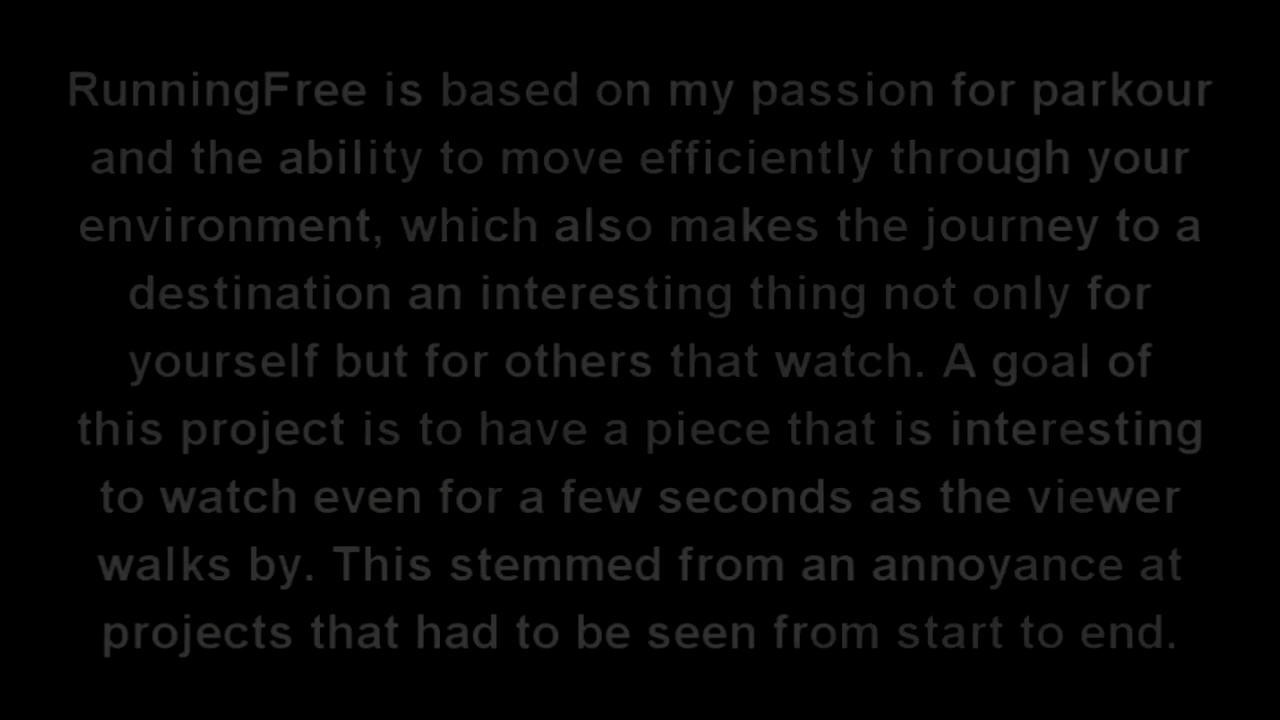 RunningFree is based on my passion for parkour
and the ability to move efficiently through your
environment, which also makes the journey to a
destination an interesting thing not only for
yourself but for others that watch. A goal of
this project is to have a piece that is interesting
to watch even for a few seconds as the viewer
walks by. This stemmed from an annoyance at
projects that had to be seen from start to end.